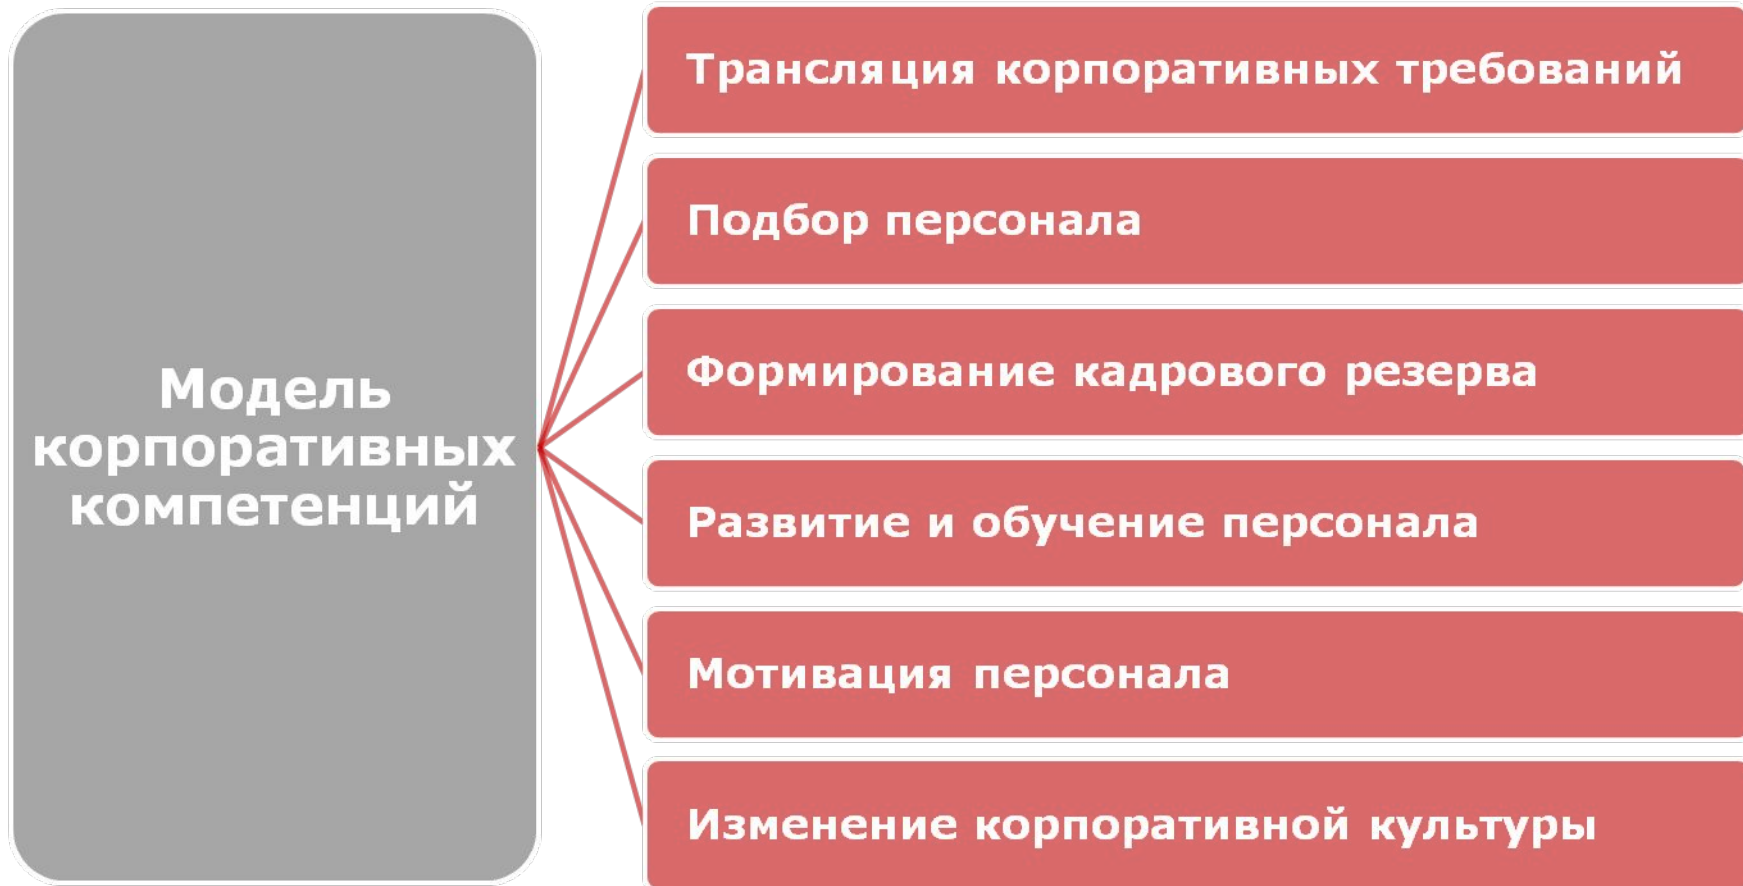 Модель
корпоративных
компетенций
Трансляция корпоративных требований
Подбор персонала
Формирование кадрового резерва
Развитие и обучение персонала
Мотивация персонала
Изменение корпоративной культуры